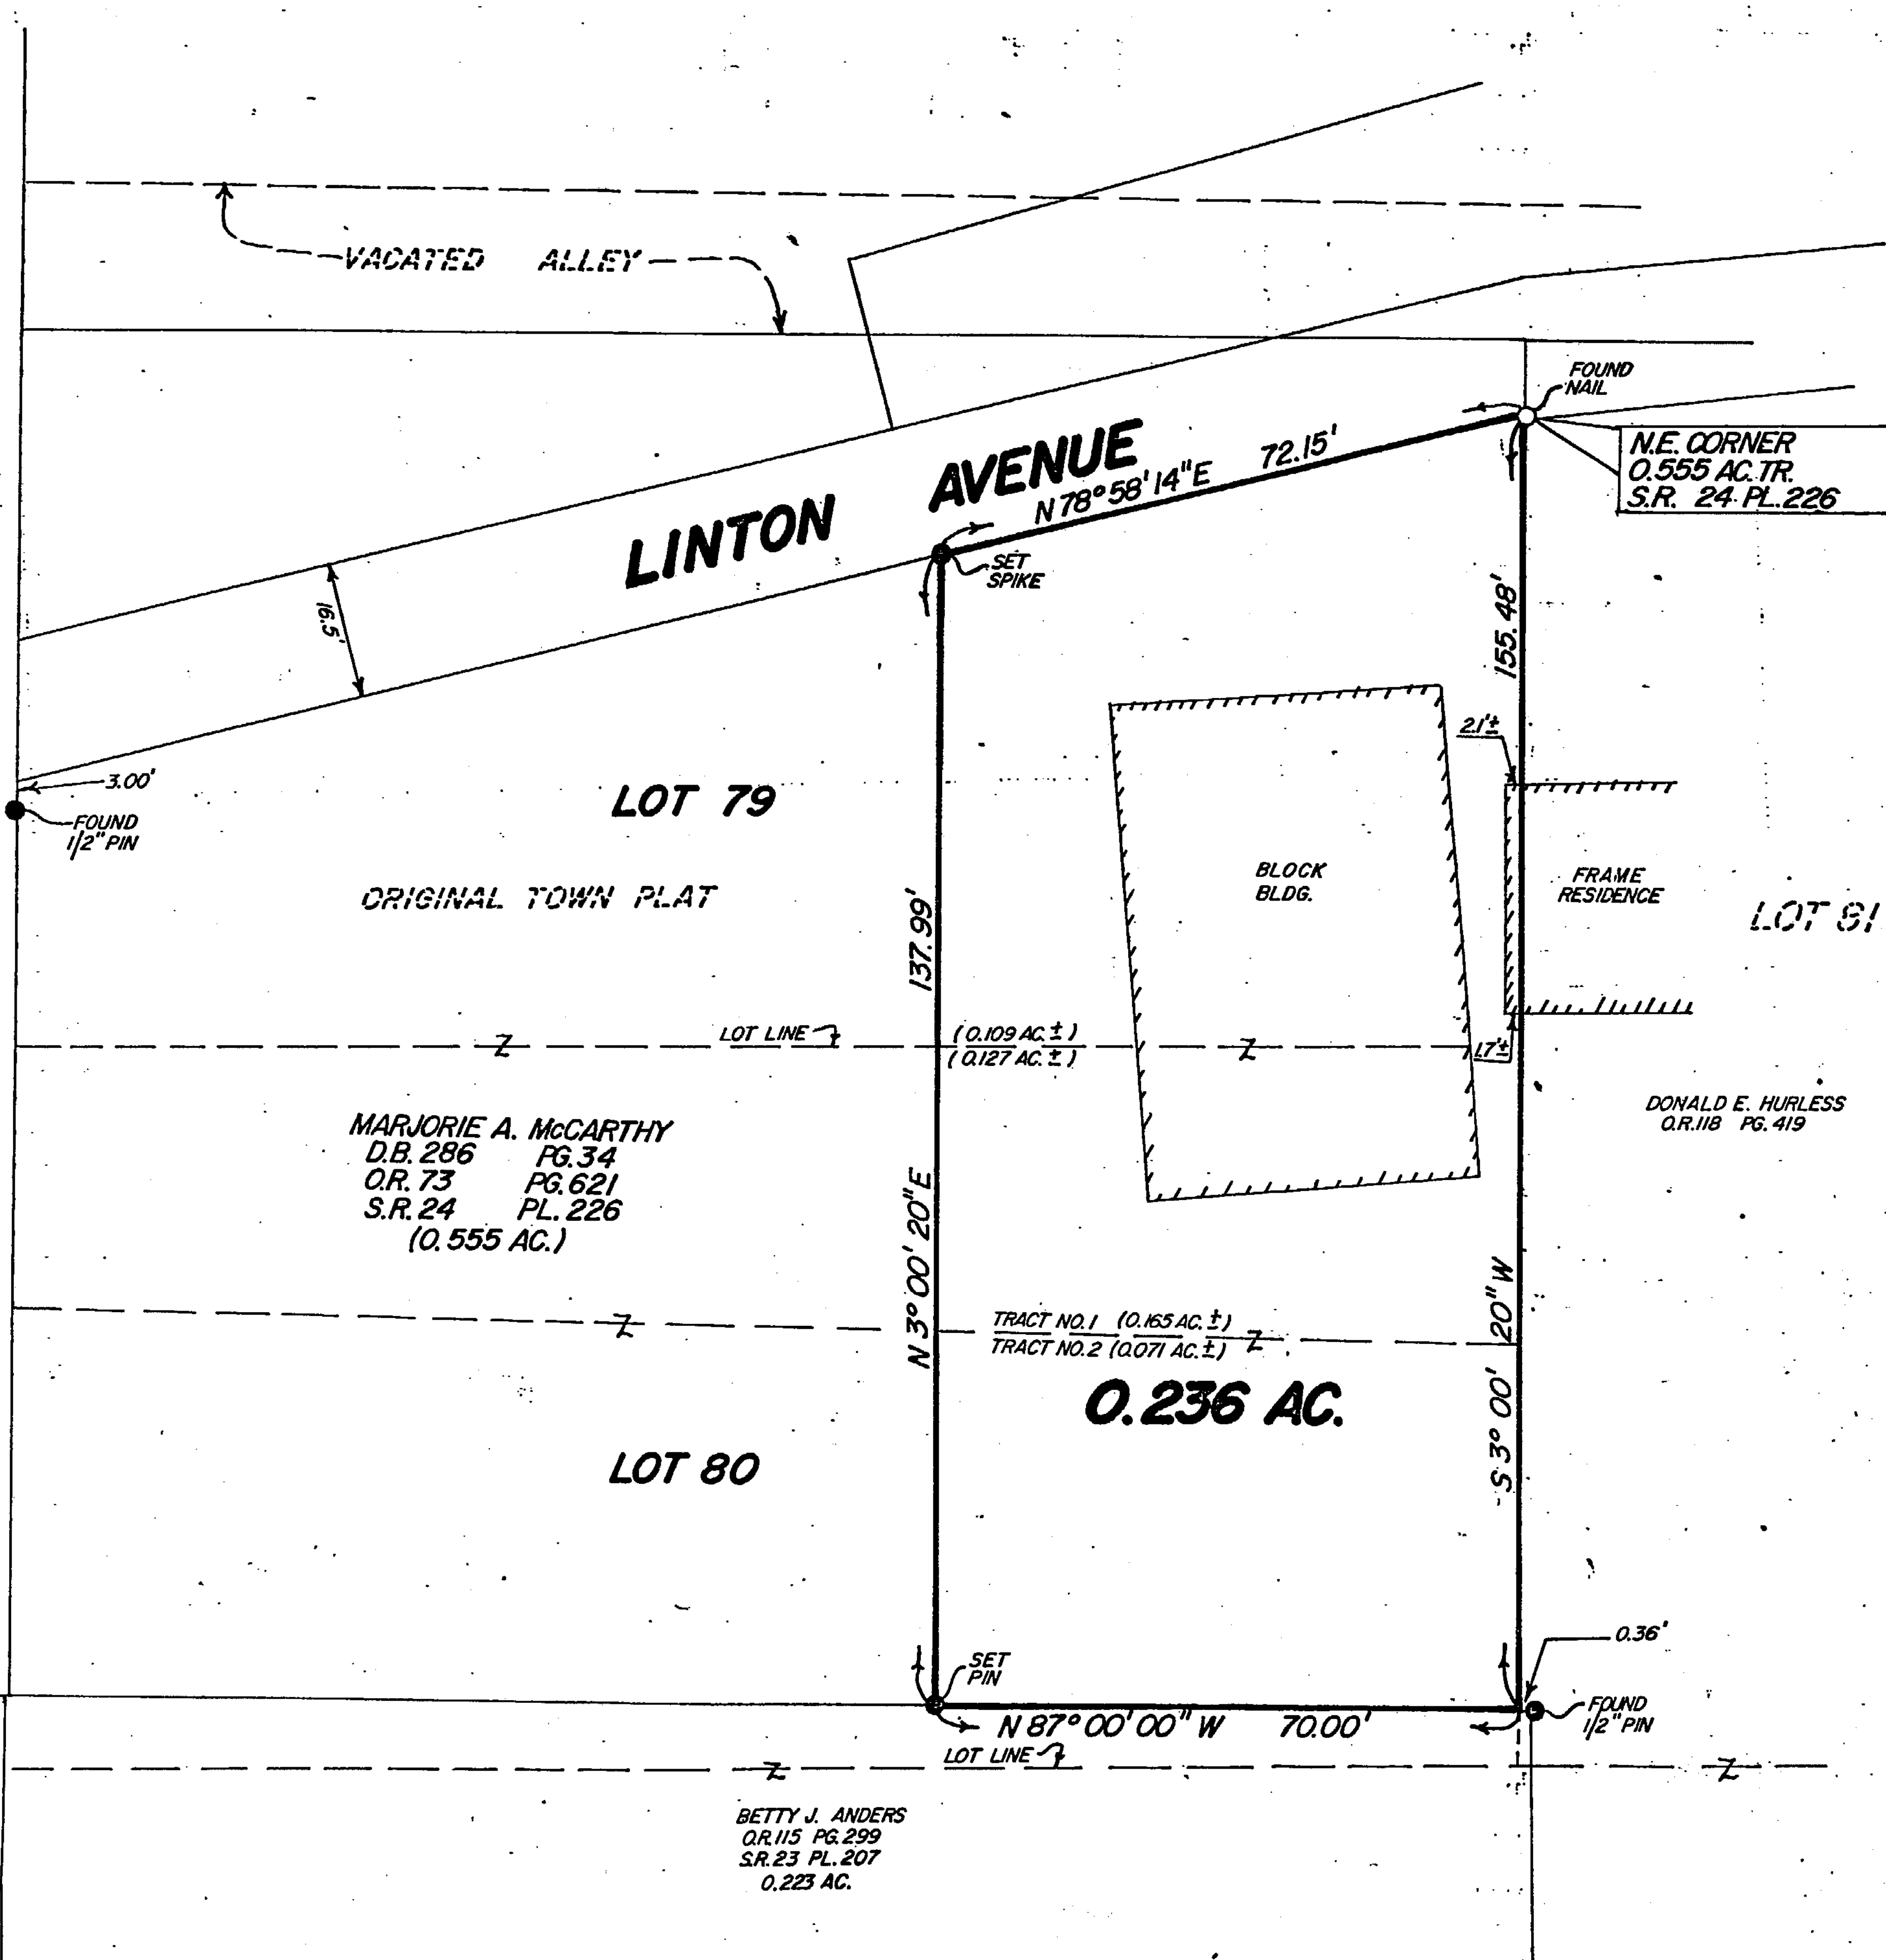 VACATED ALLEY
FOUND
NAIL
N.E. CORNER
0.555 AC. TR.
S.R. 24 PL. 226
LINTON AVENUE
N 78° 58' 14" E 72.15'
SET
SPIKE
16.5'
155.48'
2.1'±
3.00'
FOUND
1/2" PIN
LOT 79
ORIGINAL TOWN PLAT
137.99'
BLOCK
BLDG.
FRAME
RESIDENCE
LOT 81
LOT LINE
(0.109 AC. ±)
(0.127 AC. ±)
1.7'±
MARJORIE A. McCARTHY
D.B. 286 PG. 34
O.R. 73 PG. 621
S.R. 24 PL. 226
(0.555 AC.)
DONALD E. HURLESS
O.R. 118 PG. 419
N 3° 00' 20" E
TRACT NO. 1 (0.165 AC. ±)
TRACT NO. 2 (0.071 AC. ±)
S 3° 00' 20" W
0.236 AC.
LOT 80
0.36'
SET
PIN
FOUND
1/2" PIN
N 87° 00' 00" W 70.00'
LOT LINE
BETTY J. ANDERS
O.R. 115 PG. 299
S.R. 23 PL. 207
0.223 AC.